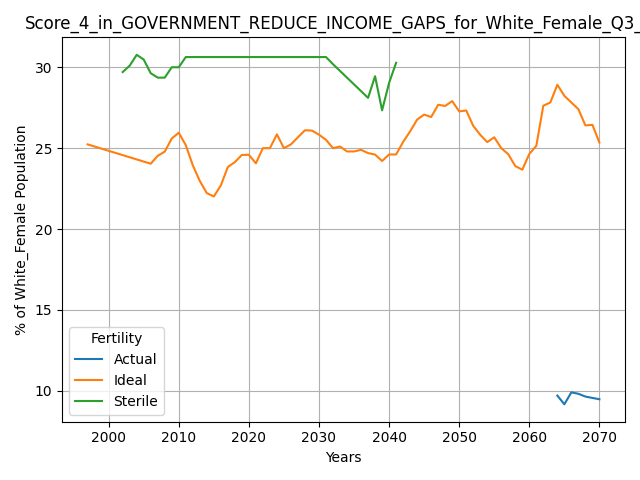 Score_4_in_GOVERNMENT_REDUCE_INCOME_GAPS_for_White_Female_Q3_
30
25
20
15
10
% of White_Female Population
Fertility
Actual
Ideal
Sterile
2000 2010 2020 2030 2040 2050 2060 2070
Years